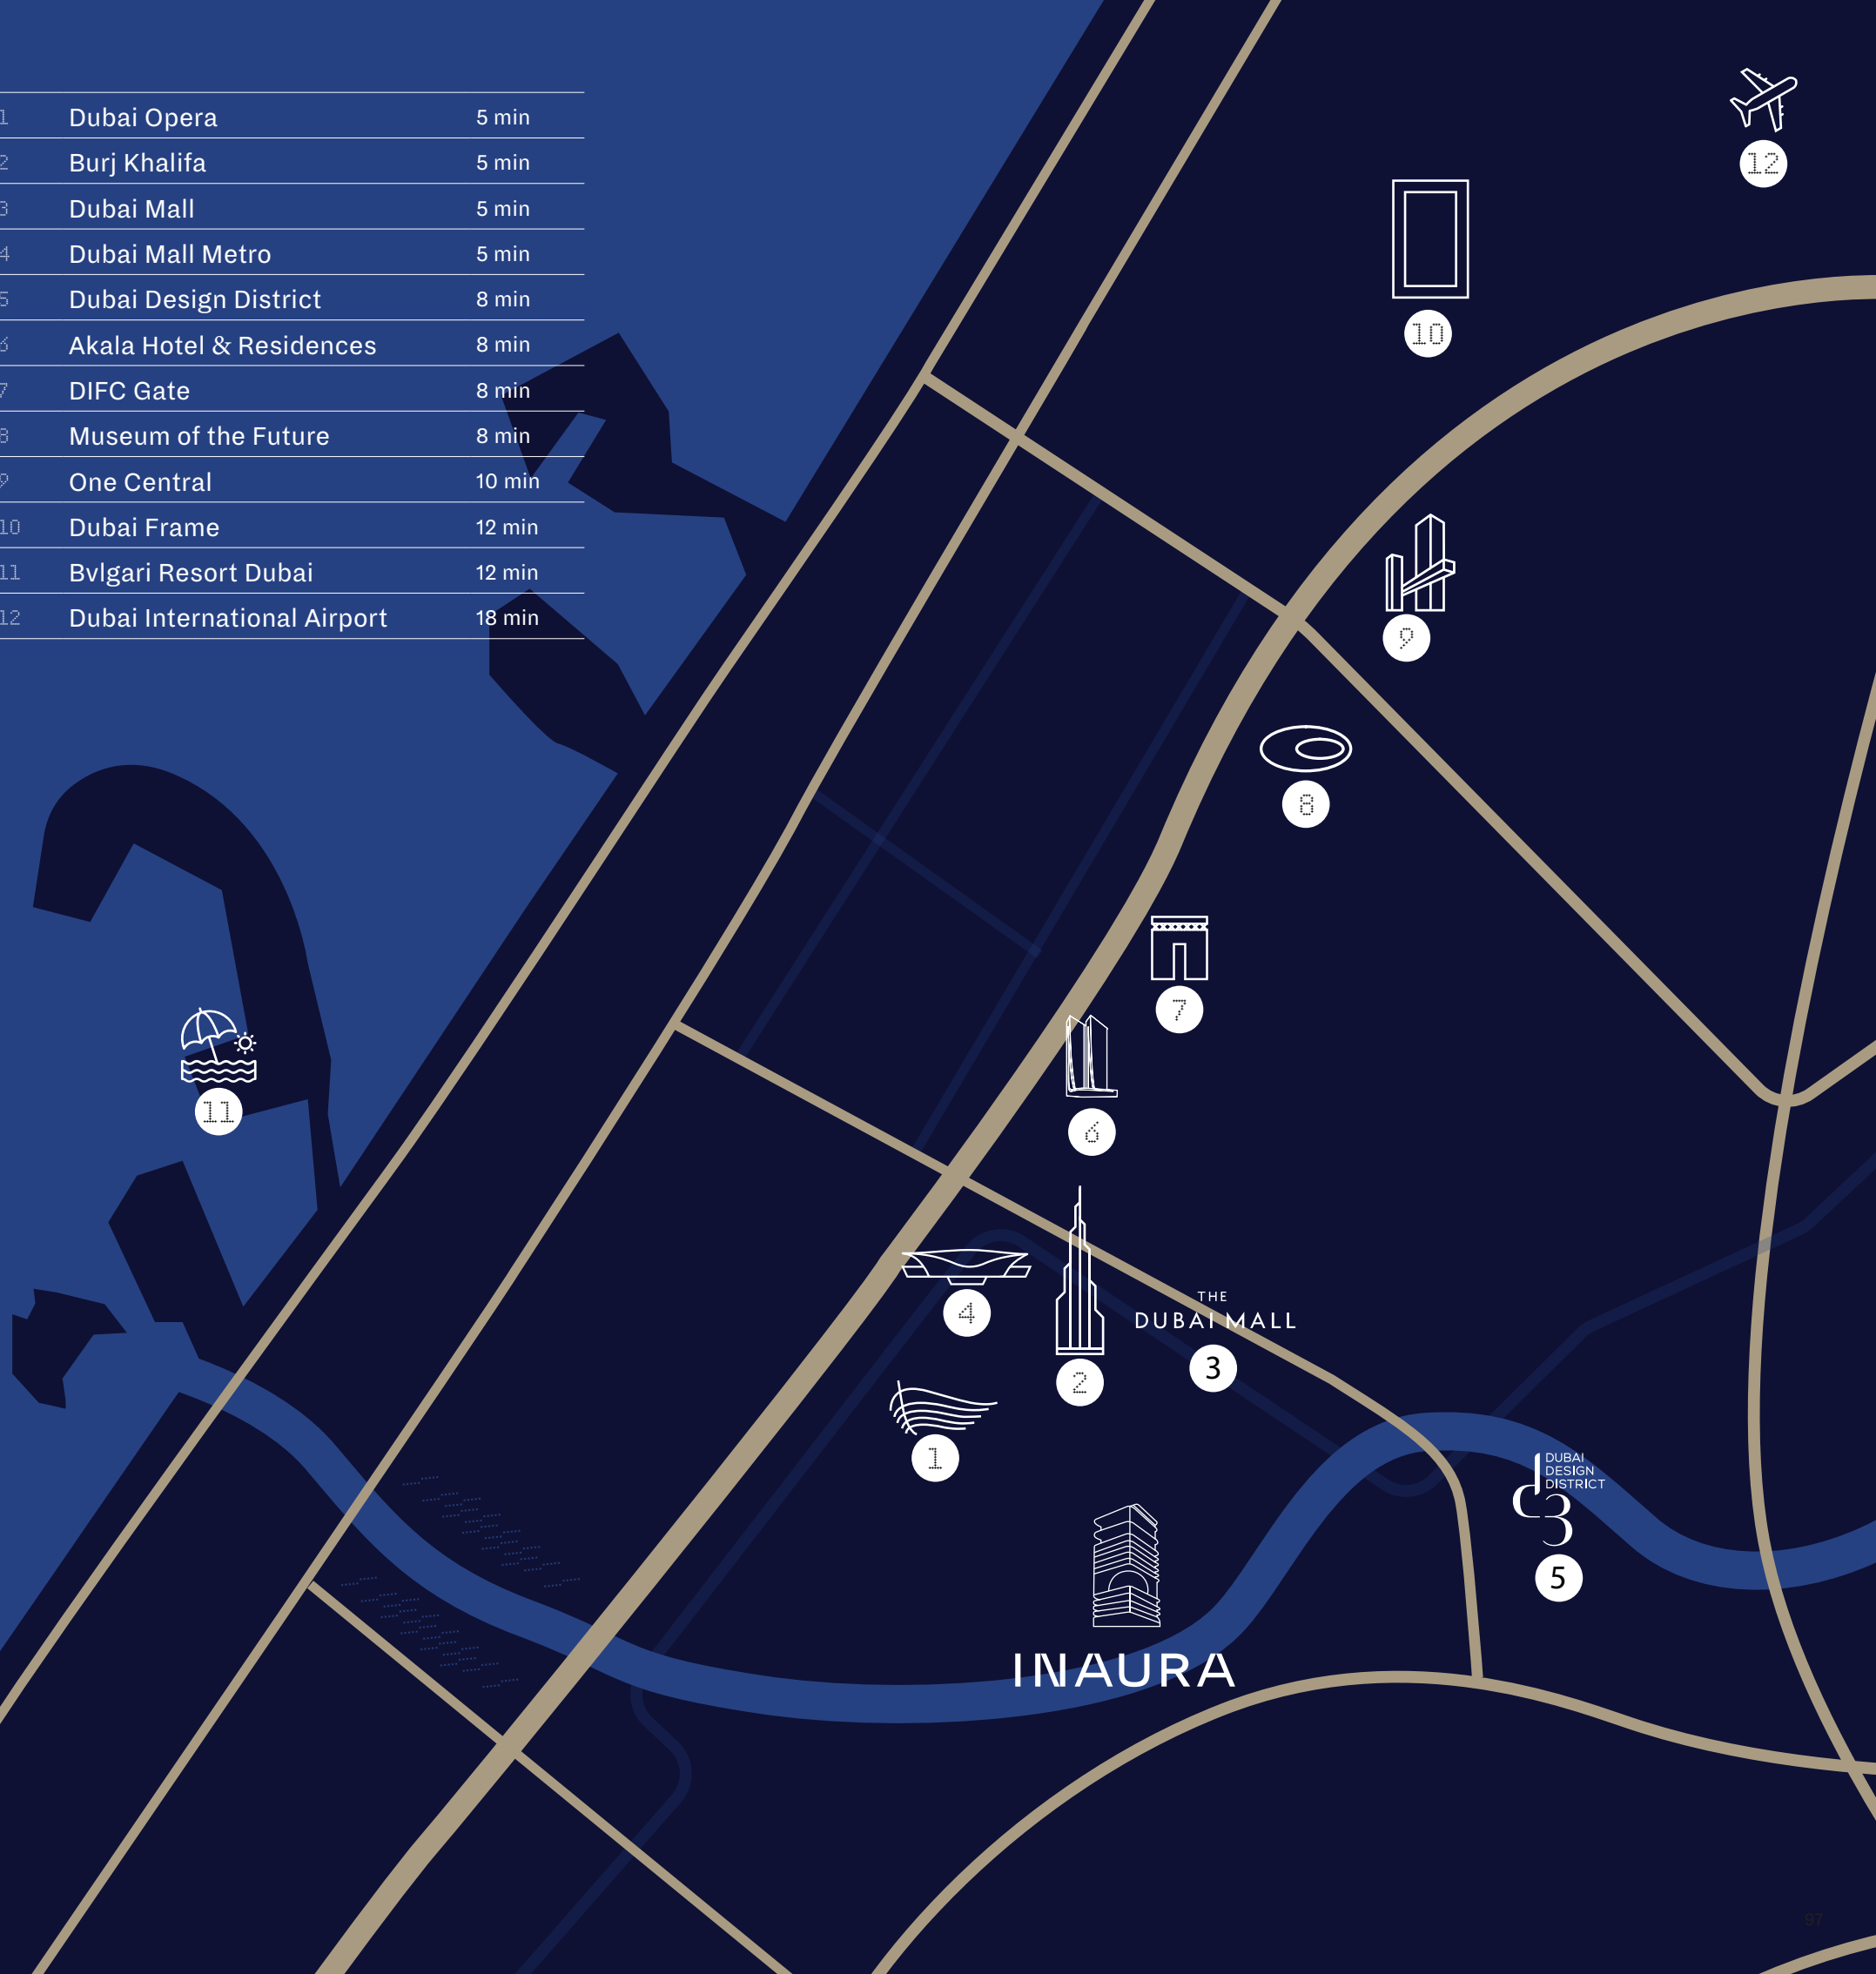 1 Dubai Opera 5 min
2 Burj Khalifa 5 min
3 Dubai Mall 5 min
4 Dubai Mall Metro 5 min
5 Dubai Design District 8 min
6 Akala Hotel & Residences 8 min
7 DIFC Gate 8 min
8 Museum of the Future 8 min
9 One Central 10 min
10 Dubai Frame 12 min
11 Bvlgari Resort Dubai 12 min
12 Dubai International Airport 18 min
12
10
9
8
7
6
11
4
THE
DUBAI MALL
3
2
1
DUBAI
DESIGN
DISTRICT
d3
5
INAURA
97